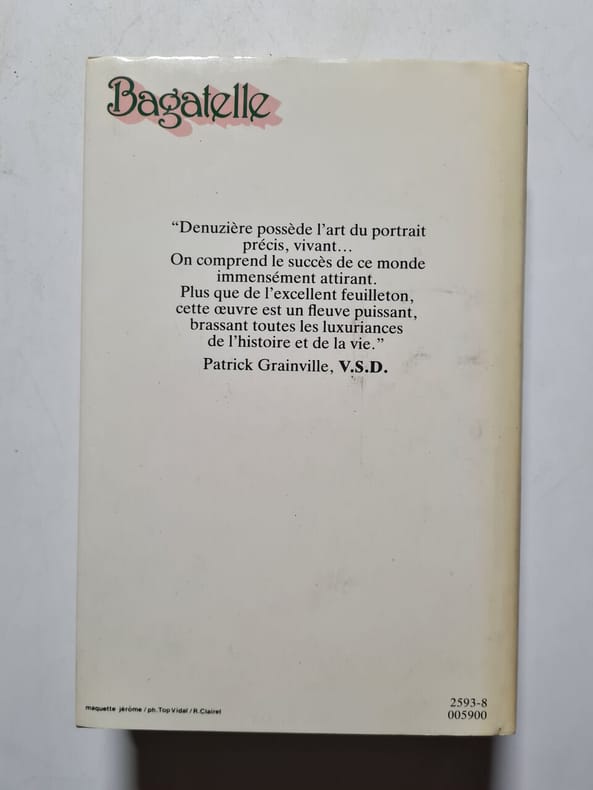 Bagatelle
“Denuzière possède l’art du portrait
précis, vivant...
On comprend le succès de ce monde
immensément attirant.
Plus que de l’excellent feuilleton,
cette œuvre est un fleuve puissant,
brassant toutes les luxuriances
de l’histoire et de la vie.”
Patrick Grainville, V.S.D.
maquette jérôme / ph. Top Vidal / R. Clairel
2593-8
005900